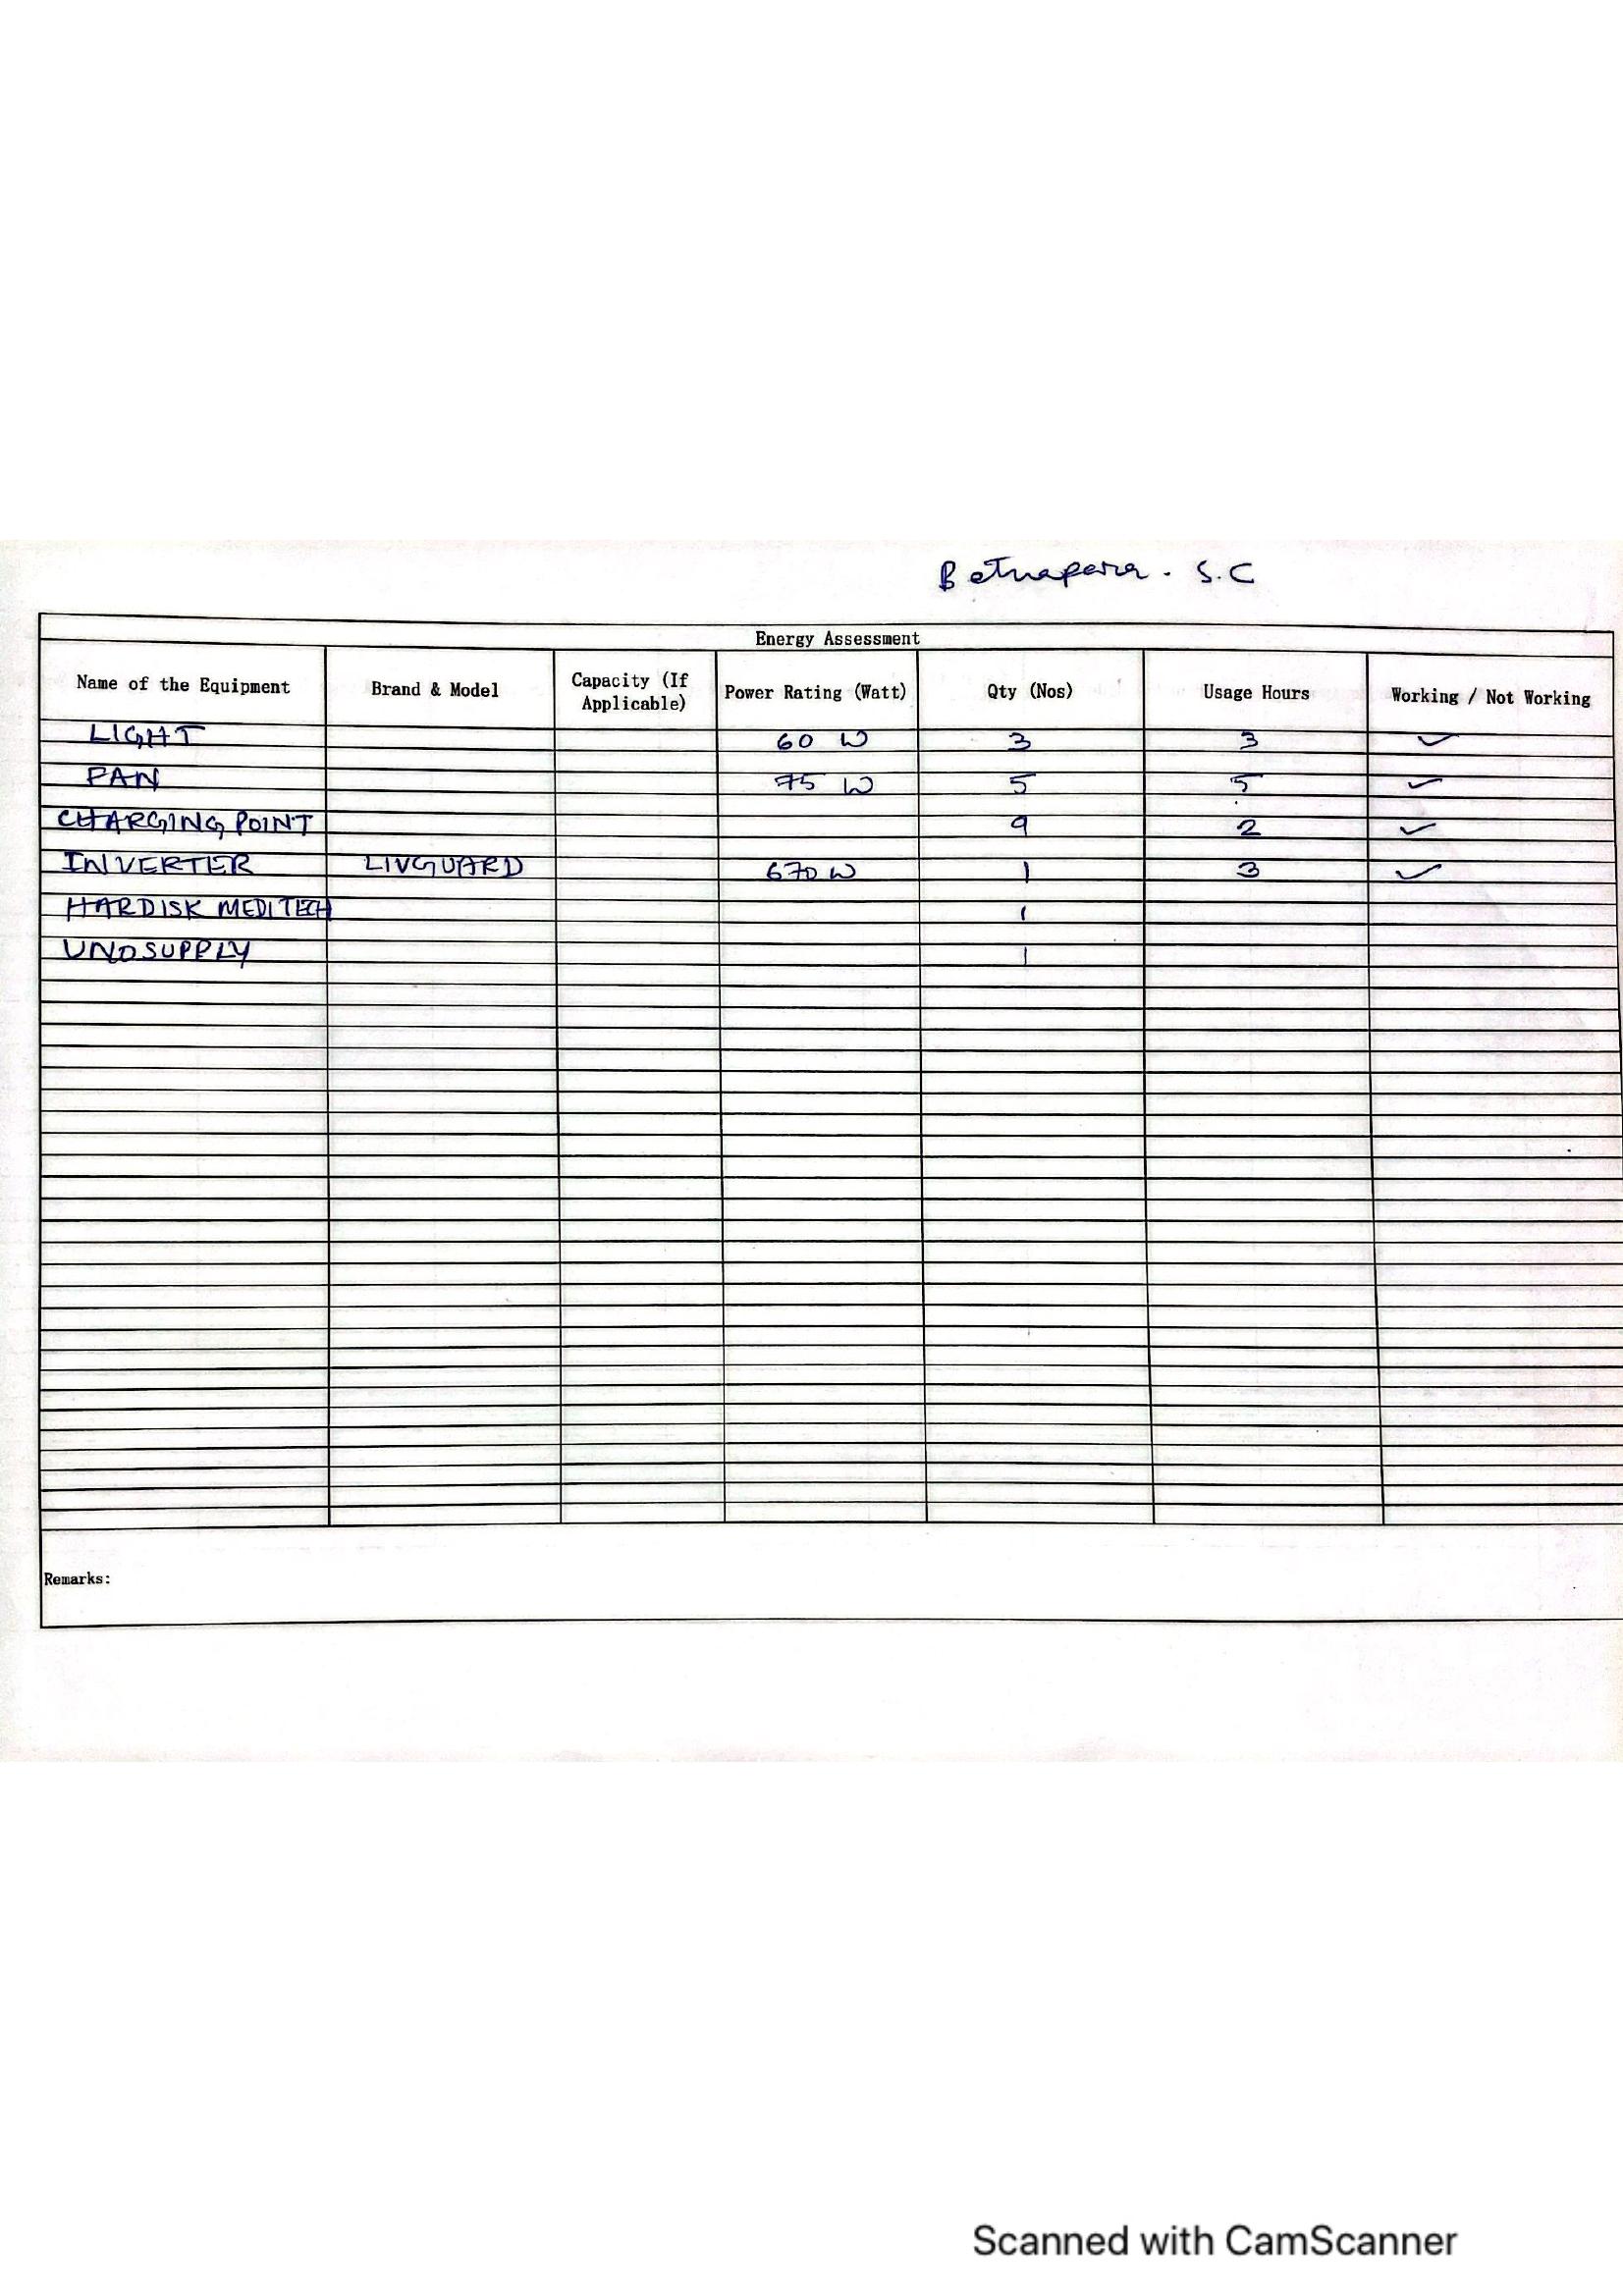 Betnapara. S.C
Energy Assessment
Name of the Equipment Brand & Model Capacity (If Applicable) Power Rating (Watt) Qty (Nos) Usage Hours Working / Not Working
LIGHT 60 W 3 3 ✓
FAN 75 W 5 5 ✓
CHARGING POINT 9 2 ✓
INVERTER LIVGUARD 670 W 1 3 ✓
HARDISK MEDITECH 1
UNOSUPPLY 1
Remarks:
Scanned with CamScanner